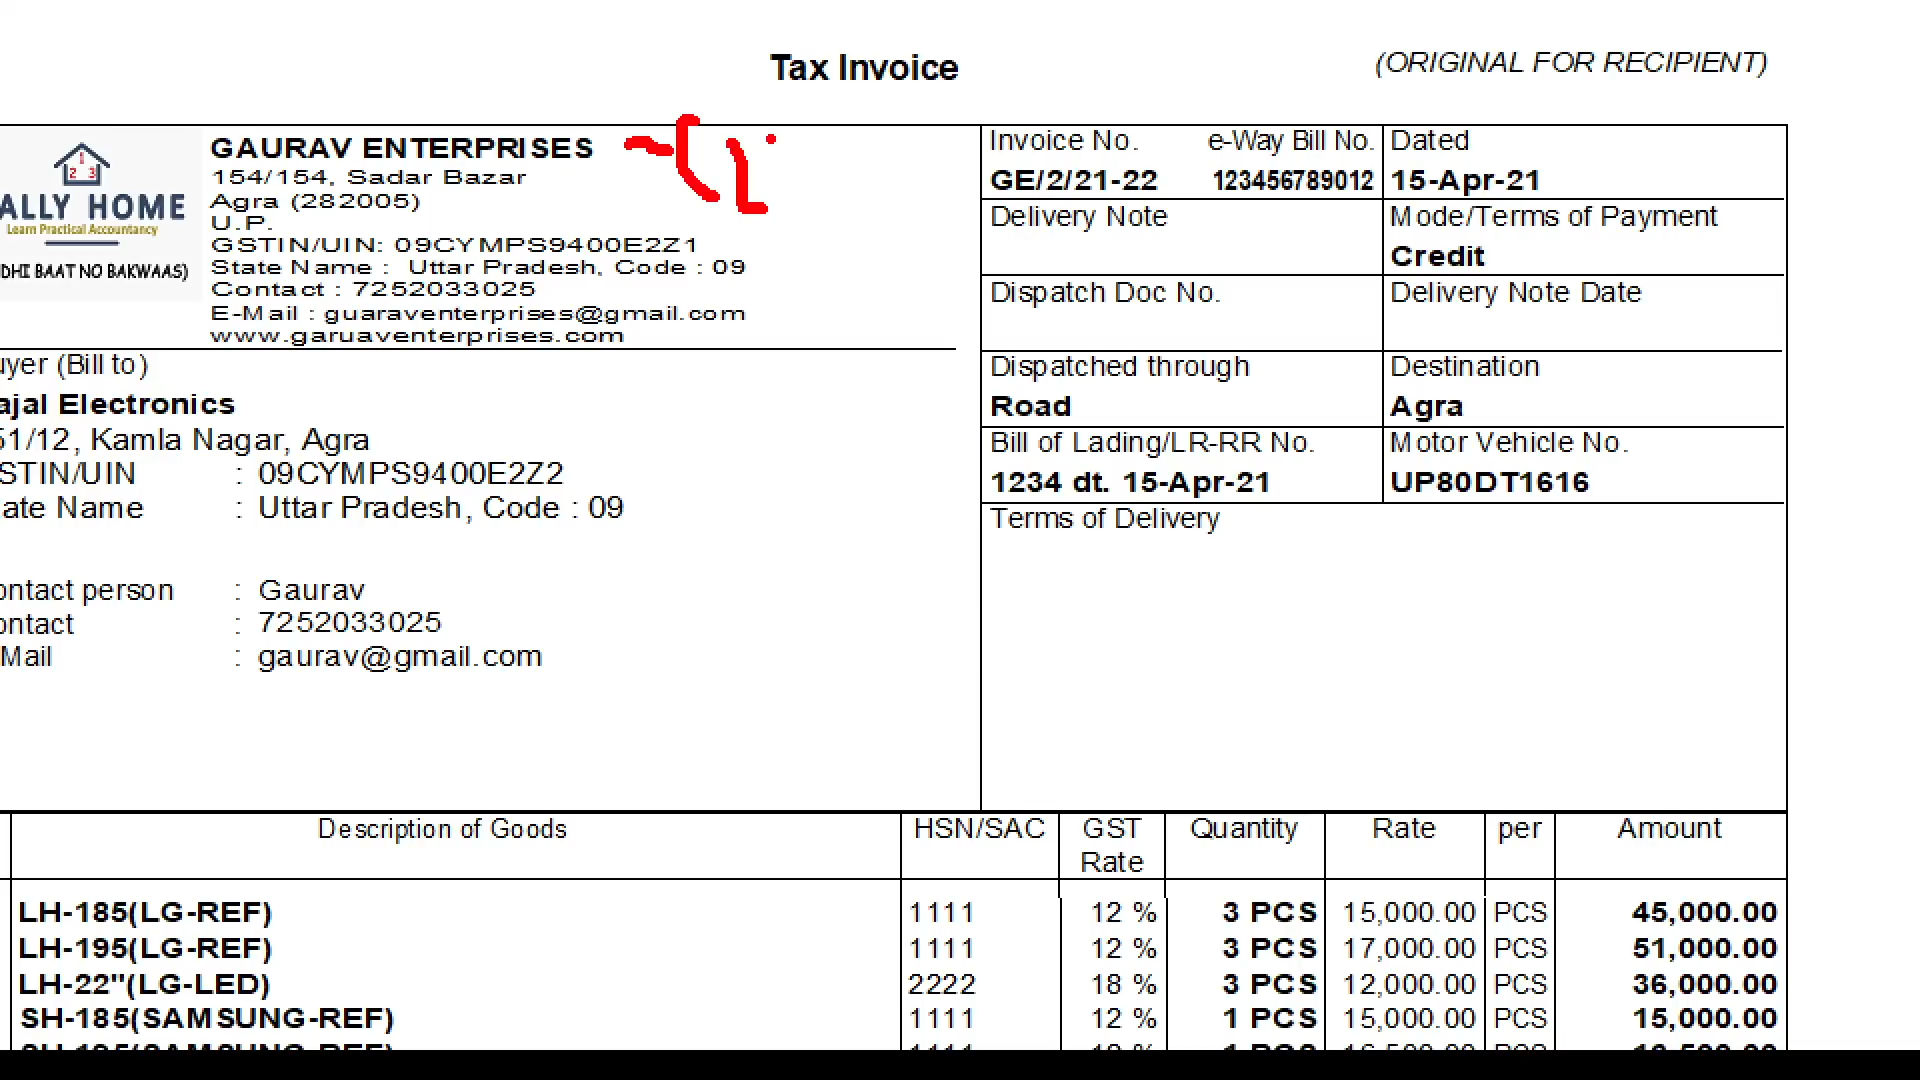 Tax Invoice
(ORIGINAL FOR RECIPIENT)
1
2 3
ALLY HOME
Learn Practical Accountancy
DHI BAAT NO BAKWAAS)
GAURAV ENTERPRISES
154/154, Sadar Bazar
Agra (282005)
U.P.
GSTIN/UIN: 09CYMPS9400E2Z1
State Name : Uttar Pradesh, Code : 09
Contact : 7252033025
E-Mail : guaraventerprises@gmail.com
www.garuaventerprises.com
Invoice No. e-Way Bill No. Dated
GE/2/21-22 123456789012 15-Apr-21
Delivery Note Mode/Terms of Payment
Credit
Dispatch Doc No. Delivery Note Date
Dispatched through Destination
Road Agra
Bill of Lading/LR-RR No. Motor Vehicle No.
1234 dt. 15-Apr-21 UP80DT1616
Terms of Delivery
uyer (Bill to)
ajal Electronics
51/12, Kamla Nagar, Agra
STIN/UIN : 09CYMPS9400E2Z2
ate Name : Uttar Pradesh, Code : 09
ontact person : Gaurav
ontact : 7252033025
Mail : gaurav@gmail.com
Description of Goods HSN/SAC GST Rate Quantity Rate per Amount
LH-185(LG-REF) 1111 12 % 3 PCS 15,000.00 PCS 45,000.00
LH-195(LG-REF) 1111 12 % 3 PCS 17,000.00 PCS 51,000.00
LH-22"(LG-LED) 2222 18 % 3 PCS 12,000.00 PCS 36,000.00
SH-185(SAMSUNG-REF) 1111 12 % 1 PCS 15,000.00 PCS 15,000.00